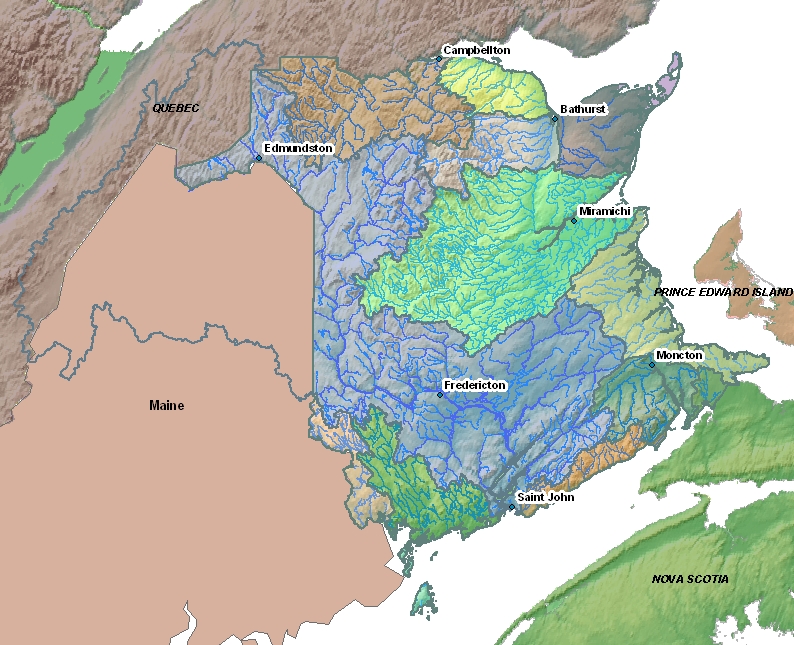 Campbellton
QUEBEC
Bathurst
Edmundston
Miramichi
PRINCE EDWARD ISLAND
Moncton
Fredericton
Maine
Saint John
NOVA SCOTIA